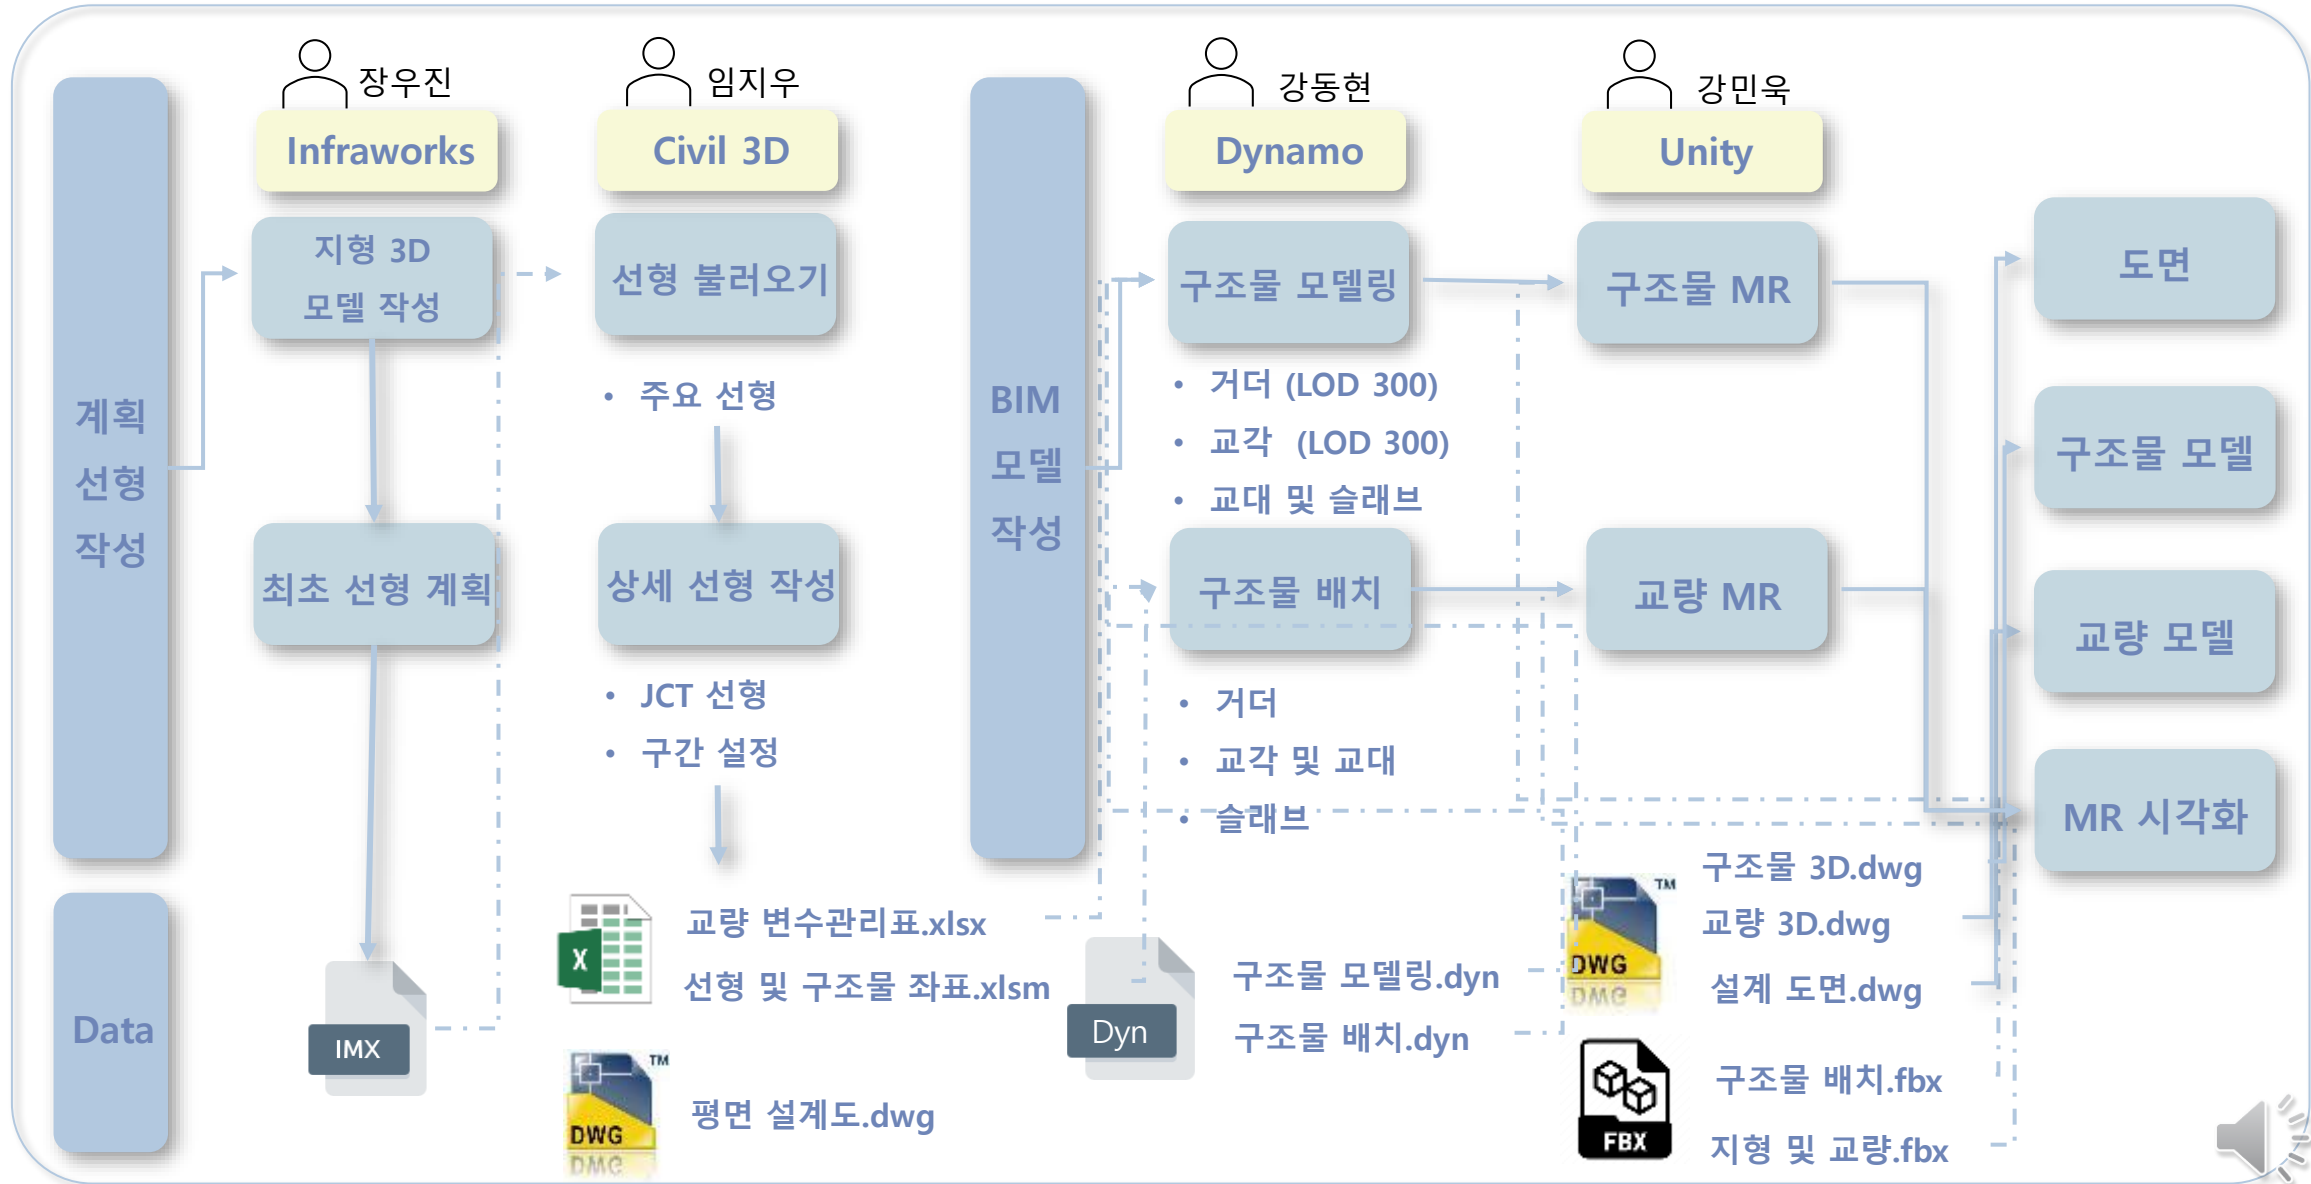 장우진
임지우
강동현
강민욱
Infraworks
Civil 3D
Dynamo
Unity
계획
선형
작성
지형 3D
모델 작성
최초 선형 계획
선형 불러오기
• 주요 선형
상세 선형 작성
• JCT 선형
• 구간 설정
BIM
모델
작성
구조물 모델링
• 거더 (LOD 300)
• 교각 (LOD 300)
• 교대 및 슬래브
구조물 배치
• 거더
• 교각 및 교대
• 슬래브
구조물 MR
교량 MR
도면
구조물 모델
교량 모델
MR 시각화
Data
IMX
X
교량 변수관리표.xlsx
선형 및 구조물 좌표.xlsm
TM
DWG
평면 설계도.dwg
Dyn
구조물 모델링.dyn
구조물 배치.dyn
TM
DWG
구조물 3D.dwg
교량 3D.dwg
설계 도면.dwg
FBX
구조물 배치.fbx
지형 및 교량.fbx